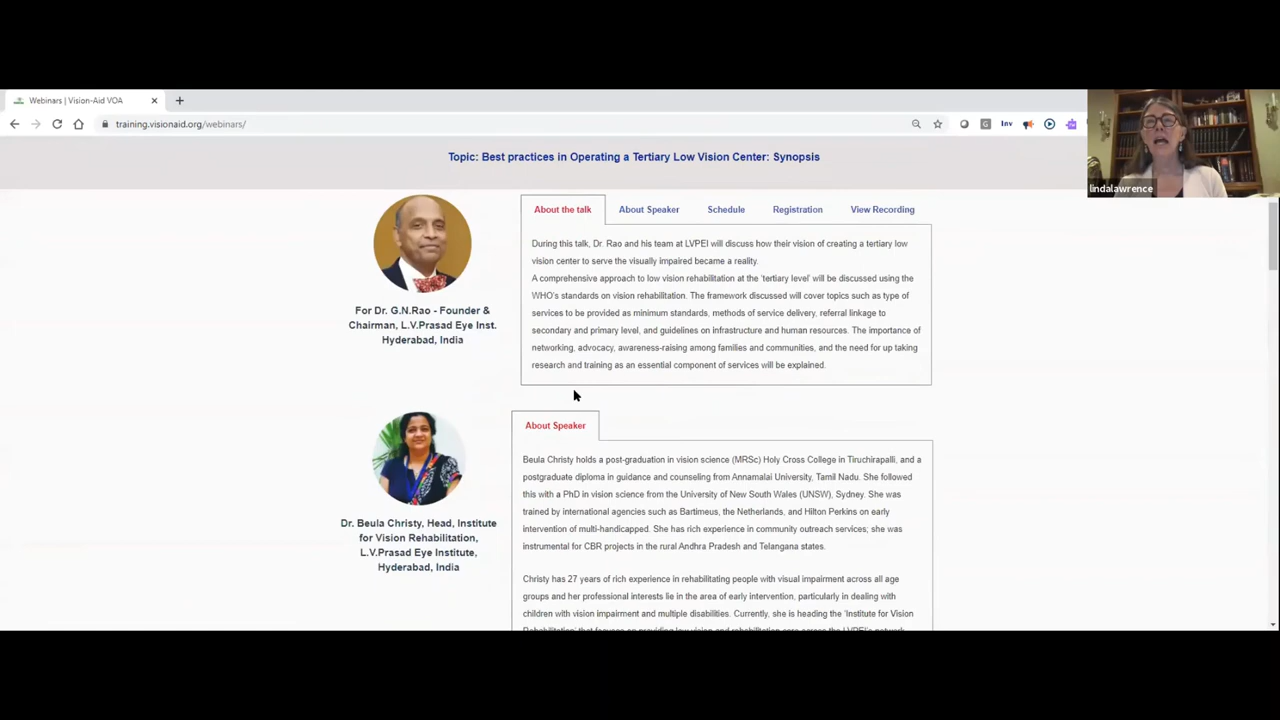 Webinars | Vision-Aid VOA
training.visionaid.org/webinars/
Inv
lindalawrence
Topic: Best practices in Operating a Tertiary Low Vision Center: Synopsis
About the talk
About Speaker
Schedule
Registration
View Recording
For Dr. G.N.Rao - Founder &
Chairman, L.V.Prasad Eye Inst.
Hyderabad, India
During this talk, Dr. Rao and his team at LVPEI will discuss how their vision of creating a tertiary low
vision center to serve the visually impaired became a reality.
A comprehensive approach to low vision rehabilitation at the 'tertiary level' will be discussed using the
WHO's standards on vision rehabilitation. The framework discussed will cover topics such as type of
services to be provided as minimum standards, methods of service delivery, referral linkage to
secondary and primary level, and guidelines on infrastructure and human resources. The importance of
networking, advocacy, awareness-raising among families and communities, and the need for up taking
research and training as an essential component of services will be explained.
About Speaker
Dr. Beula Christy, Head, Institute
for Vision Rehabilitation,
L.V.Prasad Eye Institute,
Hyderabad, India
Beula Christy holds a post-graduation in vision science (MRSc) Holy Cross College in Tiruchirapalli, and a
postgraduate diploma in guidance and counseling from Annamalai University, Tamil Nadu. She followed
this with a PhD in vision science from the University of New South Wales (UNSW), Sydney. She was
trained by international agencies such as Bartimeus, the Netherlands, and Hilton Perkins on early
intervention of multi-handicapped. She has rich experience in community outreach services; she was
instrumental for CBR projects in the rural Andhra Pradesh and Telangana states.
Christy has 27 years of rich experience in rehabilitating people with visual impairment across all age
groups and her professional interests lie in the area of early intervention, particularly in dealing with
children with vision impairment and multiple disabilities. Currently, she is heading the 'Institute for Vision
Rehabilitation' that focuses on providing low vision and rehabilitation care across the LVPEI's network